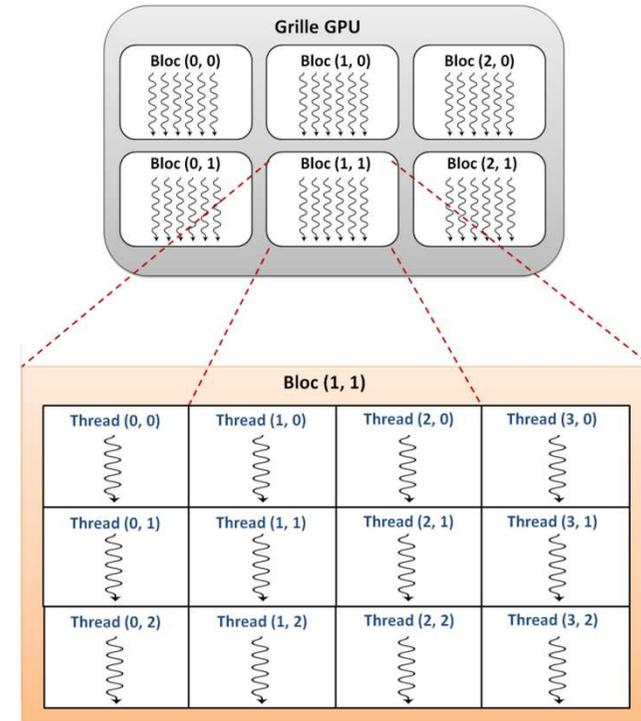 Grille GPU
Bloc (0, 0) Bloc (1, 0) Bloc (2, 0)
Bloc (0, 1) Bloc (1, 1) Bloc (2, 1)
Bloc (1, 1)
Thread (0, 0) Thread (1, 0) Thread (2, 0) Thread (3, 0)
Thread (0, 1) Thread (1, 1) Thread (2, 1) Thread (3, 1)
Thread (0, 2) Thread (1, 2) Thread (2, 2) Thread (3, 2)